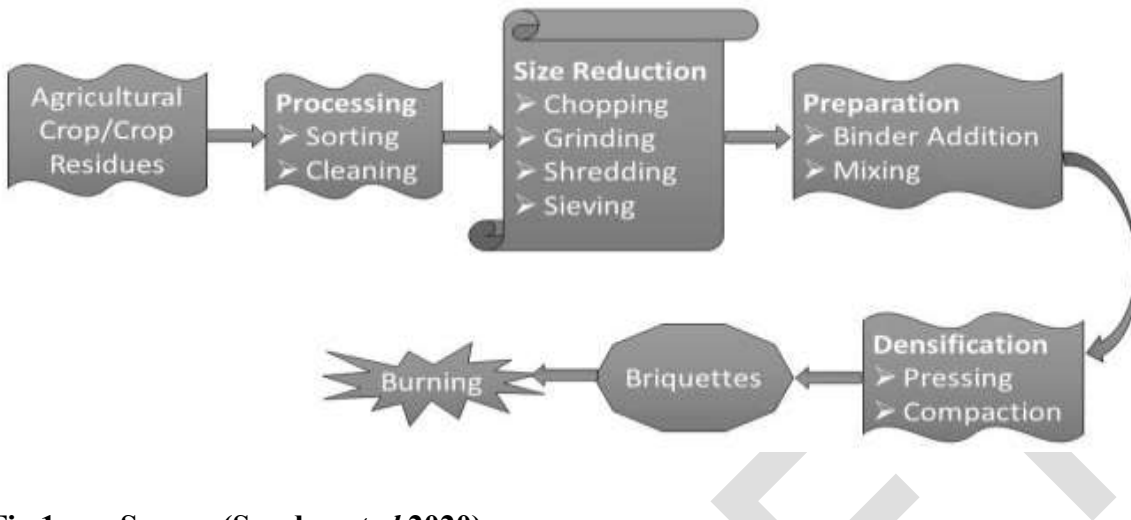 Agricultural
Crop/Crop
Residues
Processing
➢ Sorting
➢ Cleaning
Size Reduction
➢ Chopping
➢ Grinding
➢ Shredding
➢ Sieving
Preparation
➢ Binder Addition
➢ Mixing
Densification
➢ Pressing
➢ Compaction
Briquettes
Burning